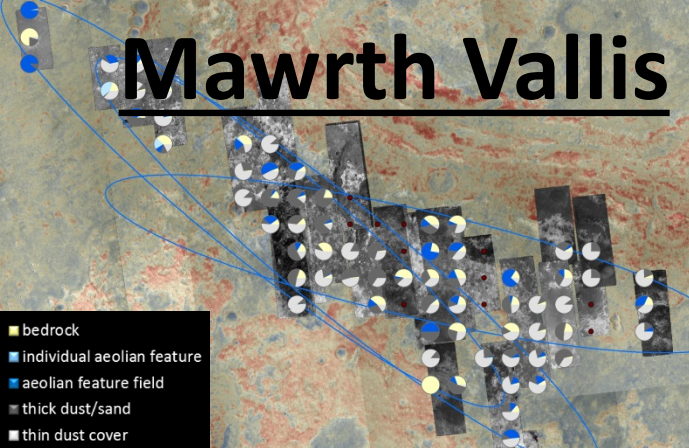 Mawrth Vallis
bedrock
individual aeolian feature
aeolian feature field
thick dust/sand
thin dust cover